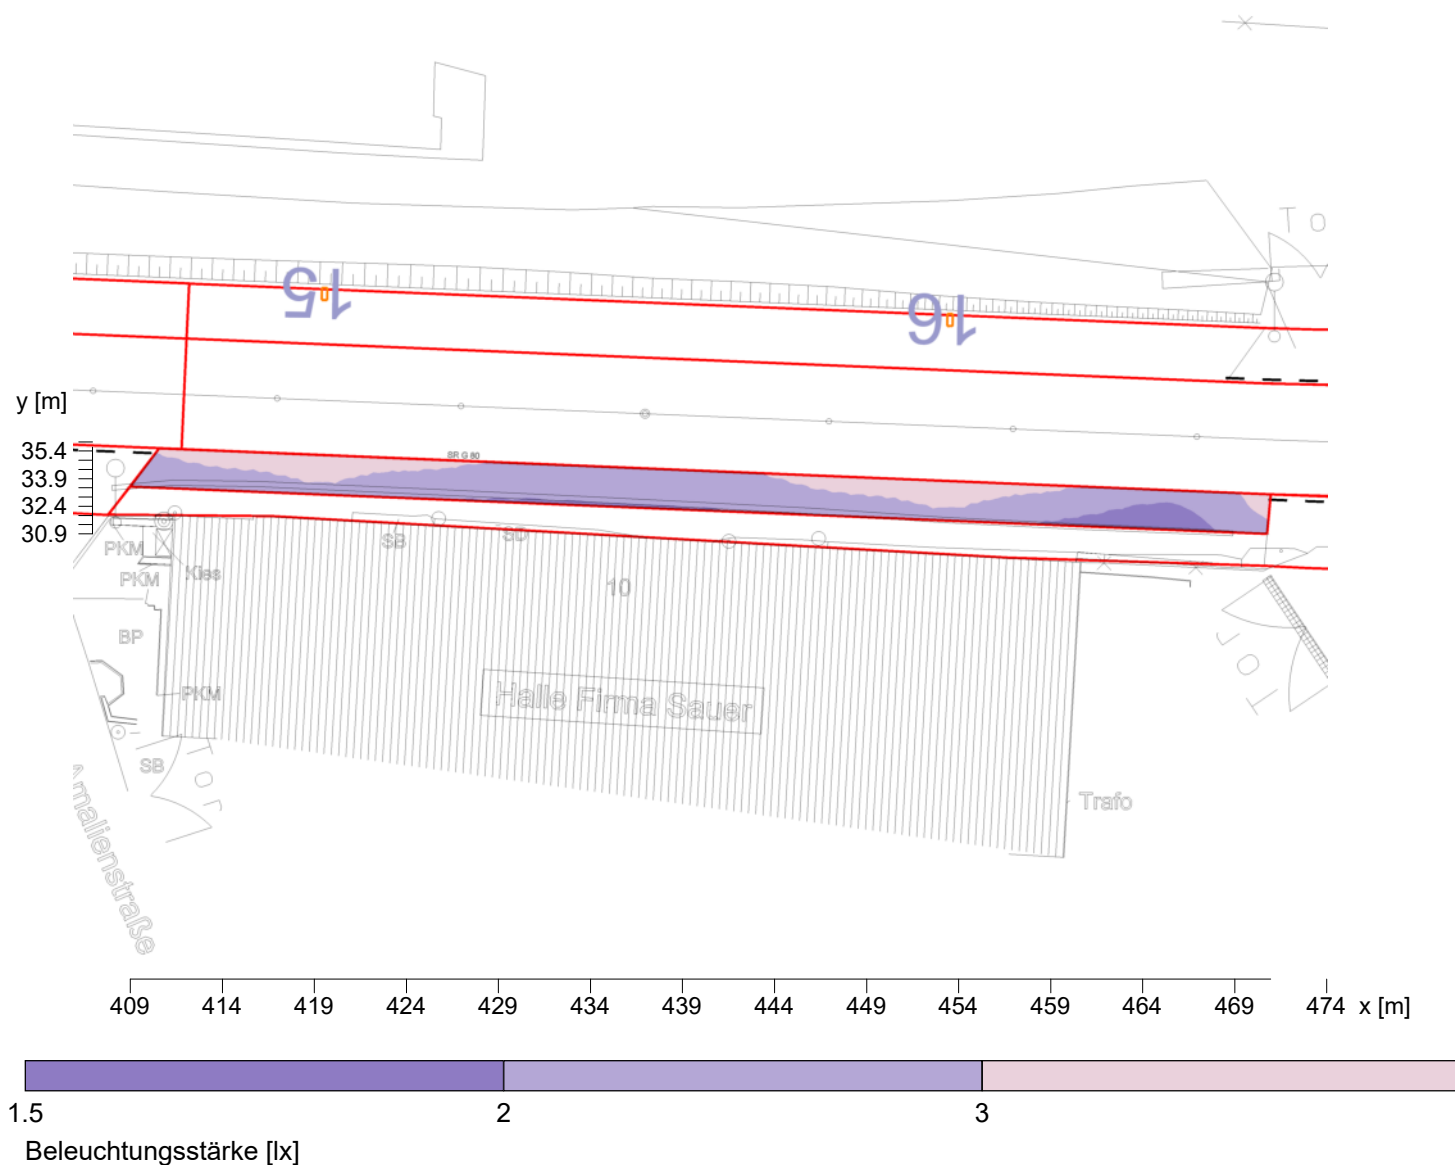 T o
15
16
y [m]
35.4
33.9
32.4
30.9
BR G 80
PKM
PKM
Kies
SB
SD
10
BP
PKM
Halle Firma Sauer
Tor
SB
Tor
Trafo
Amalienstraße
409 414 419 424 429 434 439 444 449 454 459 464 469 474 x [m]
1.5 2 3
Beleuchtungsstärke [lx]